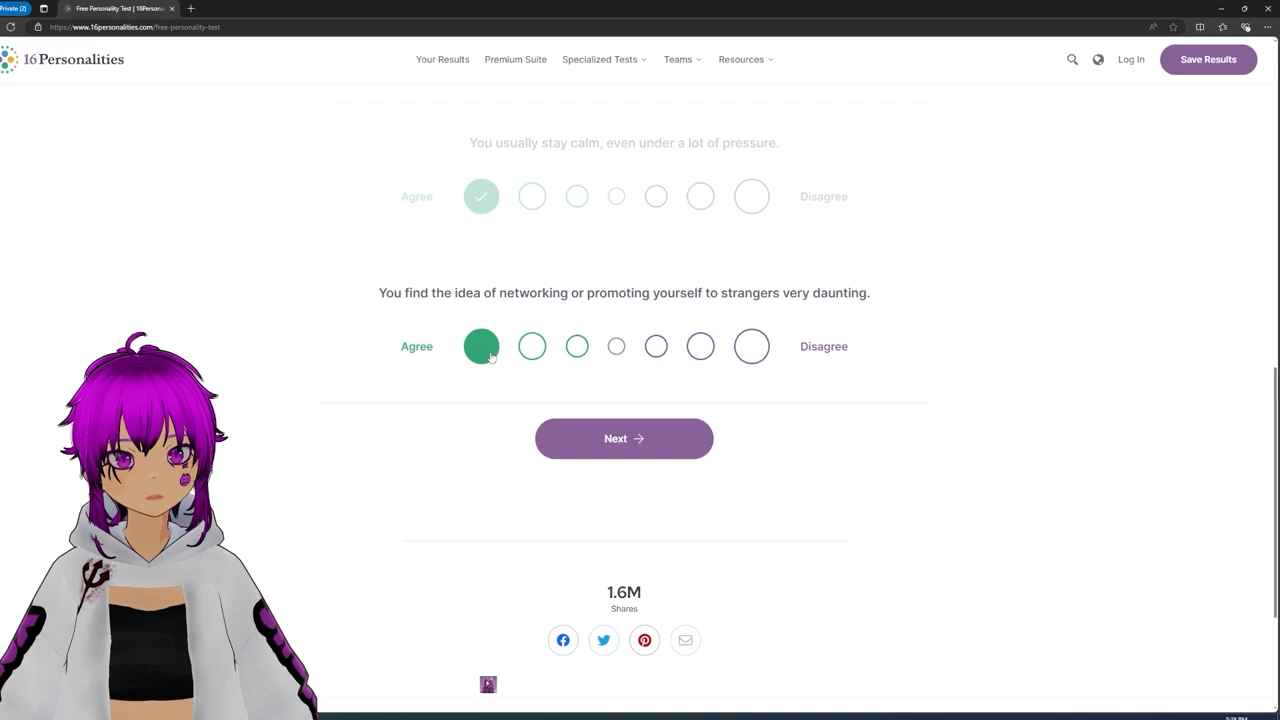 Private (2)
Free Personality Test | 16Person
https://www.16personalities.com/free-personality-test
16Personalities
Your Results
Premium Suite
Specialized Tests
Teams
Resources
Log In
Save Results
You usually stay calm, even under a lot of pressure.
Agree
Disagree
You find the idea of networking or promoting yourself to strangers very daunting.
Agree
Disagree
Next
1.6M
Shares